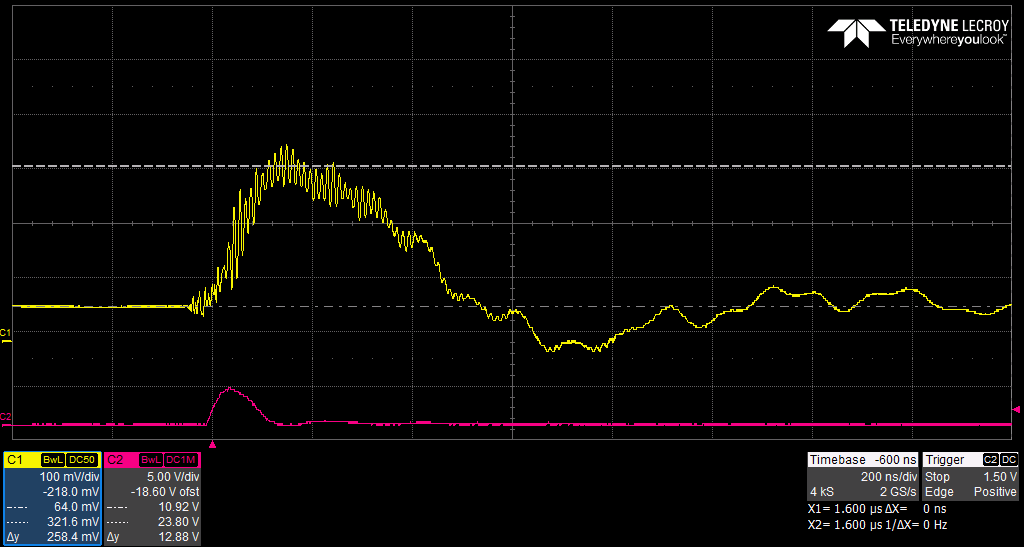 TELEDYNE LECROY
Everywhereyoulook™
C1
C2
C1 BwL DC50
100 mV/div
-218.0 mV
64.0 mV
321.6 mV
Δy 258.4 mV
C2 BwL DC1M
5.00 V/div
-18.60 V ofst
10.92 V
23.80 V
Δy 12.88 V
Timebase -600 ns
200 ns/div
4 kS 2 GS/s
Trigger C2 DC
Stop 1.50 V
Edge Positive
X1= 1.600 µs ΔX= 0 ns
X2= 1.600 µs 1/ΔX= 0 Hz